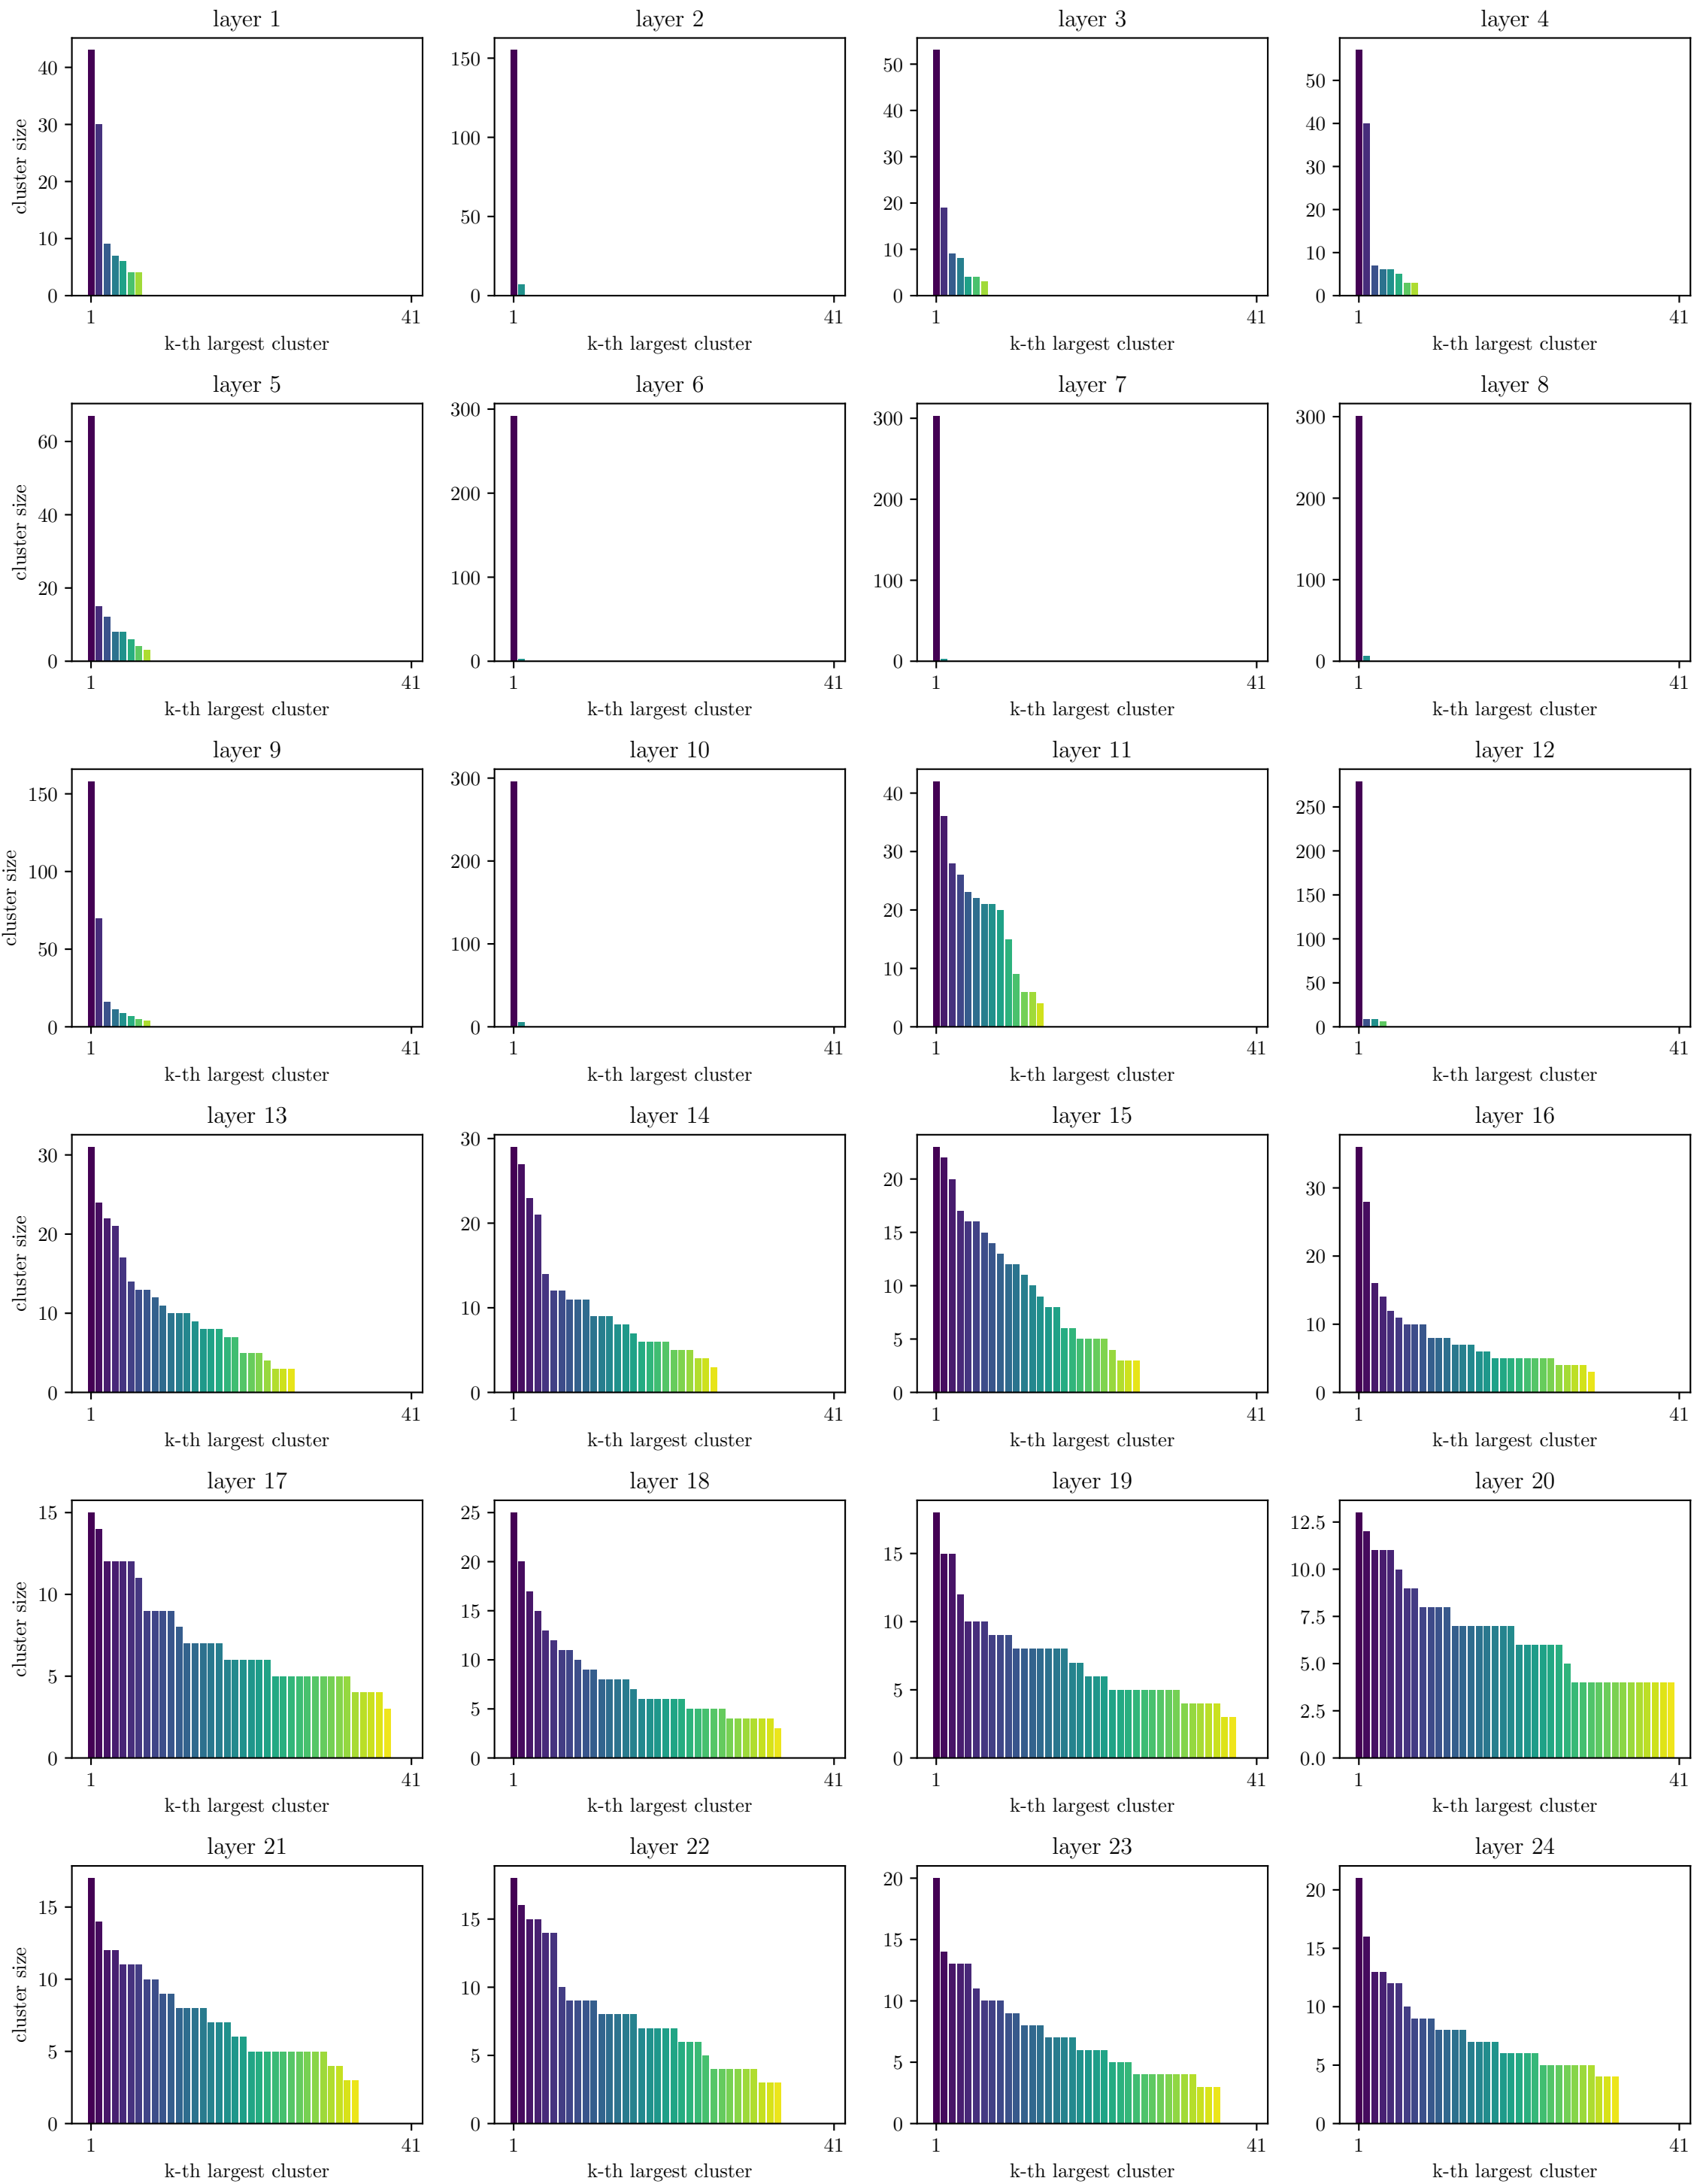 layer 1
layer 2
layer 3
layer 4
cluster size
0
10
20
30
40
0
50
100
150
0
10
20
30
40
50
0
10
20
30
40
50
1
41
1
41
1
41
1
41
k-th largest cluster
k-th largest cluster
k-th largest cluster
k-th largest cluster
layer 5
layer 6
layer 7
layer 8
cluster size
0
20
40
60
0
100
200
300
0
100
200
300
0
100
200
300
1
41
1
41
1
41
1
41
k-th largest cluster
k-th largest cluster
k-th largest cluster
k-th largest cluster
layer 9
layer 10
layer 11
layer 12
cluster size
0
50
100
150
0
100
200
300
0
10
20
30
40
0
50
100
150
200
250
1
41
1
41
1
41
1
41
k-th largest cluster
k-th largest cluster
k-th largest cluster
k-th largest cluster
layer 13
layer 14
layer 15
layer 16
cluster size
0
10
20
30
0
10
20
30
0
5
10
15
20
0
10
20
30
1
41
1
41
1
41
1
41
k-th largest cluster
k-th largest cluster
k-th largest cluster
k-th largest cluster
layer 17
layer 18
layer 19
layer 20
cluster size
0
5
10
15
0
5
10
15
20
25
0
5
10
15
0.0
2.5
5.0
7.5
10.0
12.5
1
41
1
41
1
41
1
41
k-th largest cluster
k-th largest cluster
k-th largest cluster
k-th largest cluster
layer 21
layer 22
layer 23
layer 24
cluster size
0
5
10
15
0
5
10
15
0
5
10
15
20
0
5
10
15
20
1
41
1
41
1
41
1
41
k-th largest cluster
k-th largest cluster
k-th largest cluster
k-th largest cluster